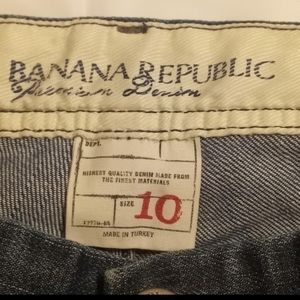 BANANA REPUBLIC
Premium Denim
DEPT.
HIGHEST QUALITY DENIM MADE FROM
THE FINEST MATERIALS
SIZE
10
MADE IN TURKEY